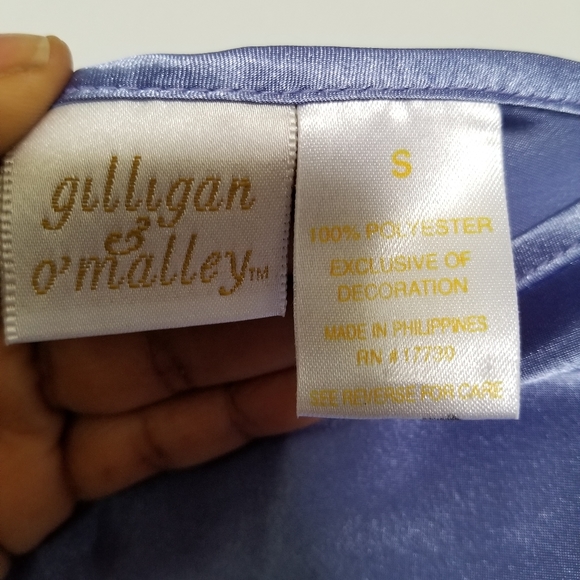 gilligan
&
o'malley™
S
100% POLYESTER
EXCLUSIVE OF
DECORATION
MADE IN PHILIPPINES
RN #17730
SEE REVERSE FOR CARE